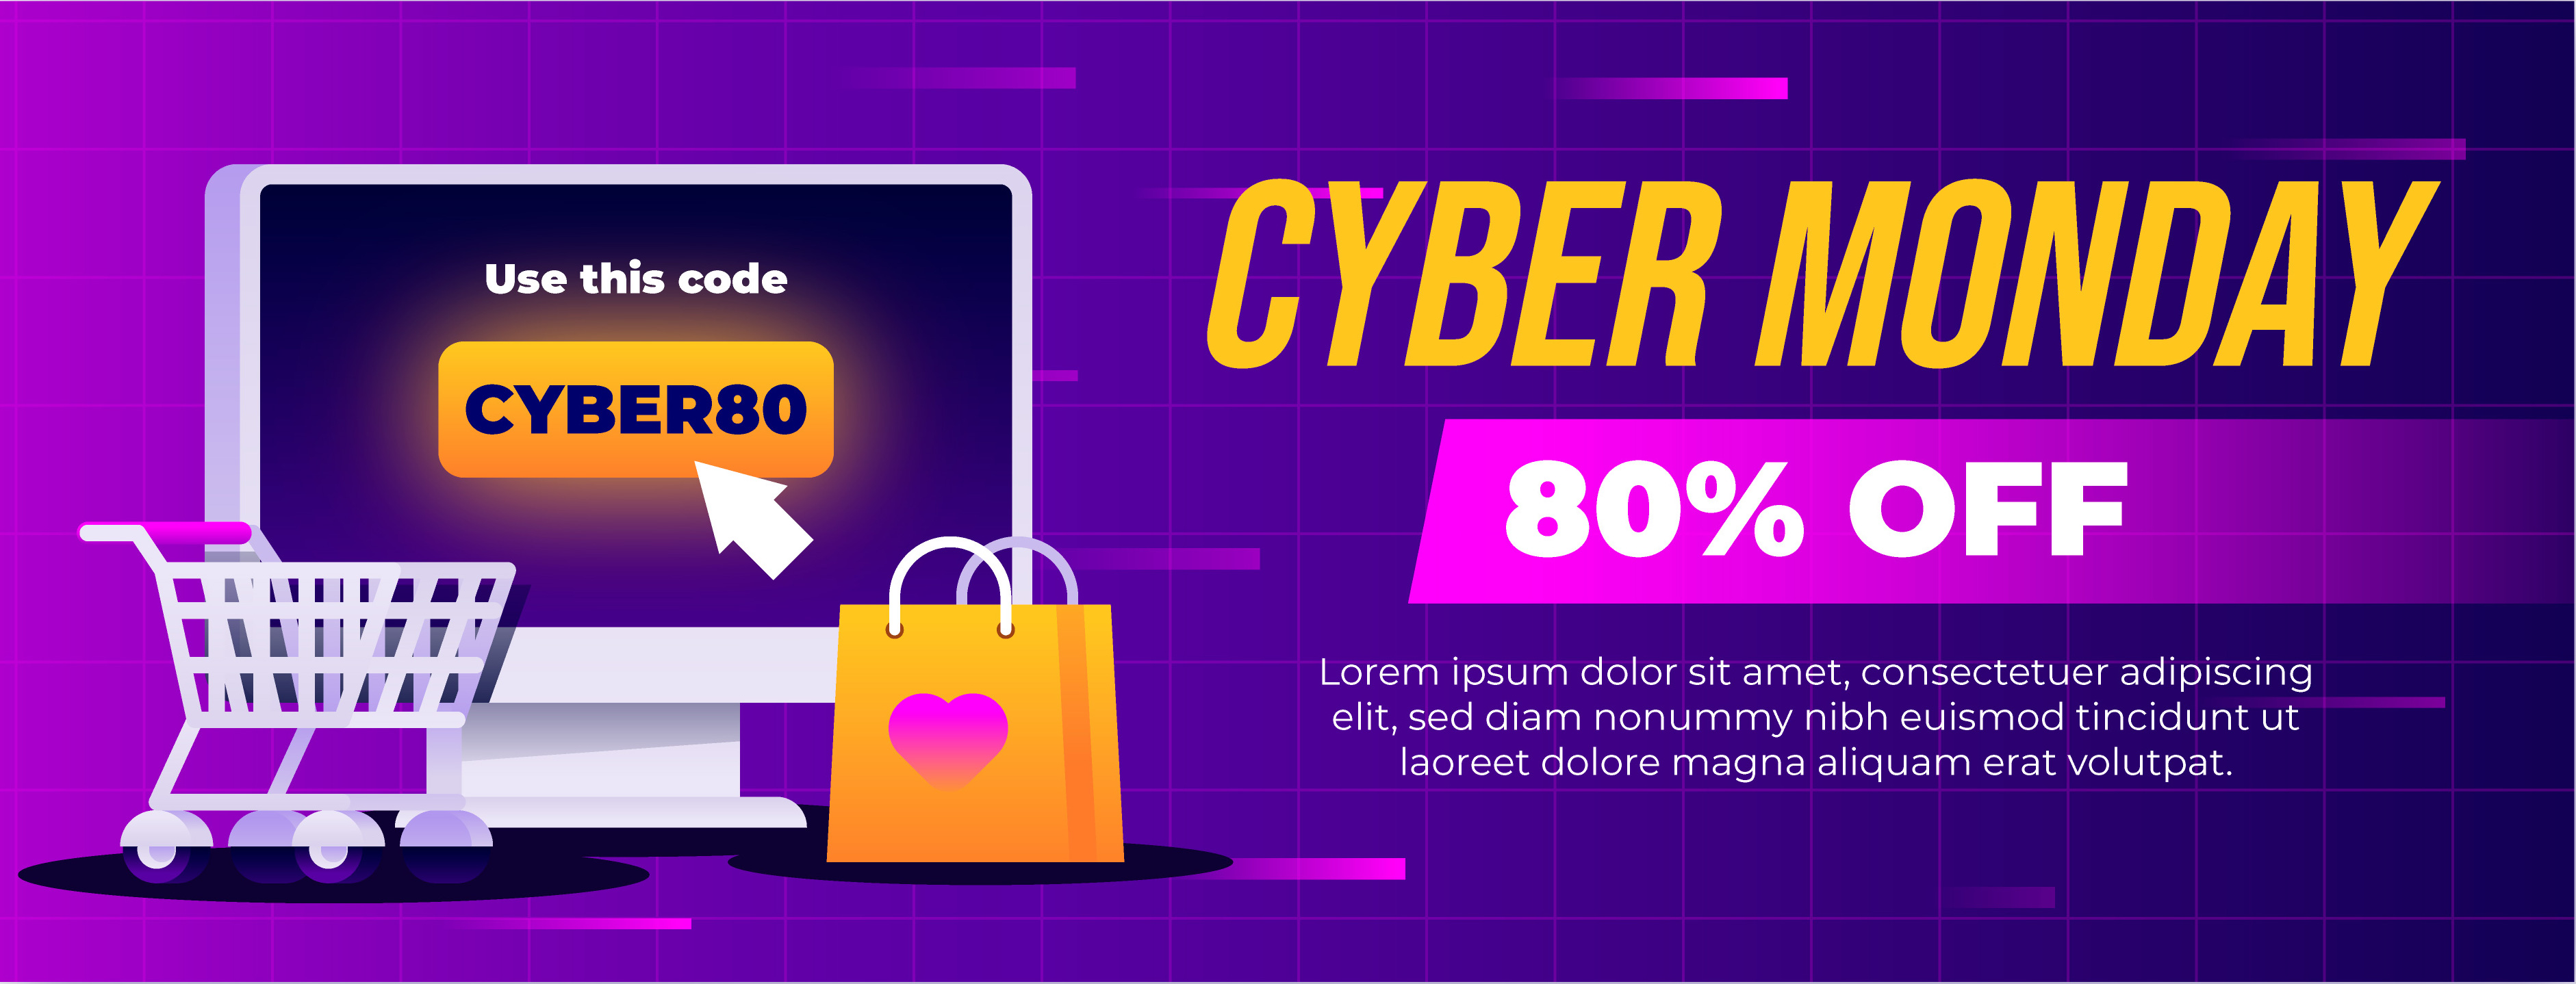 Use this code
CYBER80
CYBER MONDAY
80% OFF
Lorem ipsum dolor sit amet, consectetuer adipiscing
elit, sed diam nonummy nibh euismod tincidunt ut
laoreet dolore magna aliquam erat volutpat.